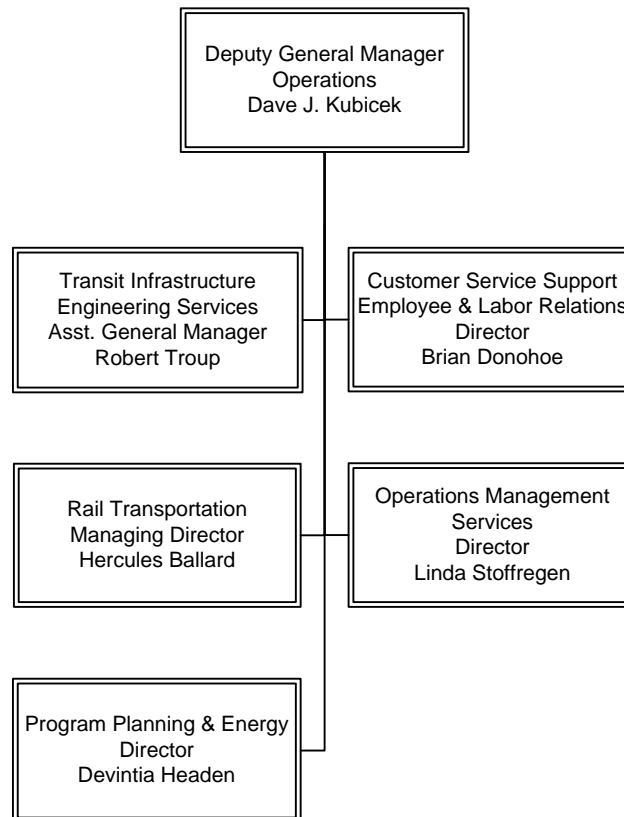 Deputy General Manager
Operations
Dave J. Kubicek
Transit Infrastructure
Engineering Services
Asst. General Manager
Robert Troup
Customer Service Support
Employee & Labor Relations
Director
Brian Donohoe
Rail Transportation
Managing Director
Hercules Ballard
Operations Management
Services
Director
Linda Stoffregen
Program Planning & Energy
Director
Devintia Headen